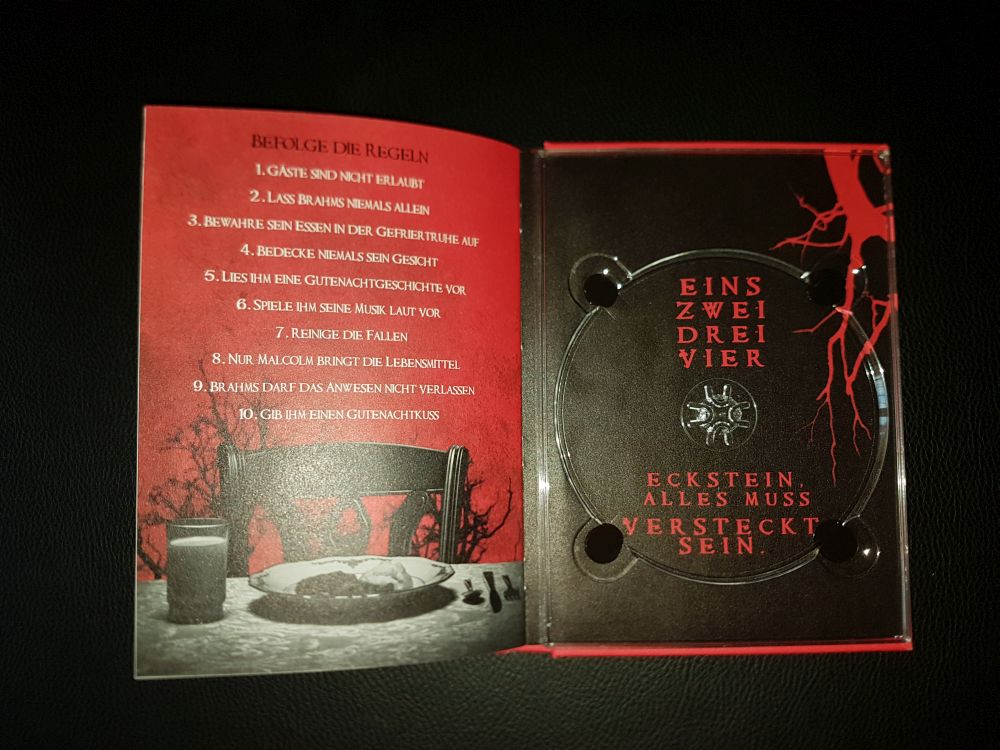 Befolge die Regeln
1. Gäste sind nicht erlaubt
2. Lass Brahms niemals allein
3. Bewahre sein Essen in der Gefriertruhe auf
4. Bedecke niemals sein Gesicht
5. Lies ihm eine Gutenachtgeschichte vor
6. Spiele ihm seine Musik laut vor
7. Reinige die Fallen
8. Nur Malcolm bringt die Lebensmittel
9. Brahms darf das Anwesen nicht verlassen
10. Gib ihm einen Gutenachtkuss
EINS
ZWEI
DREI
VIER
ECKSTEIN,
ALLES MUSS
VERSTECKT
SEIN.